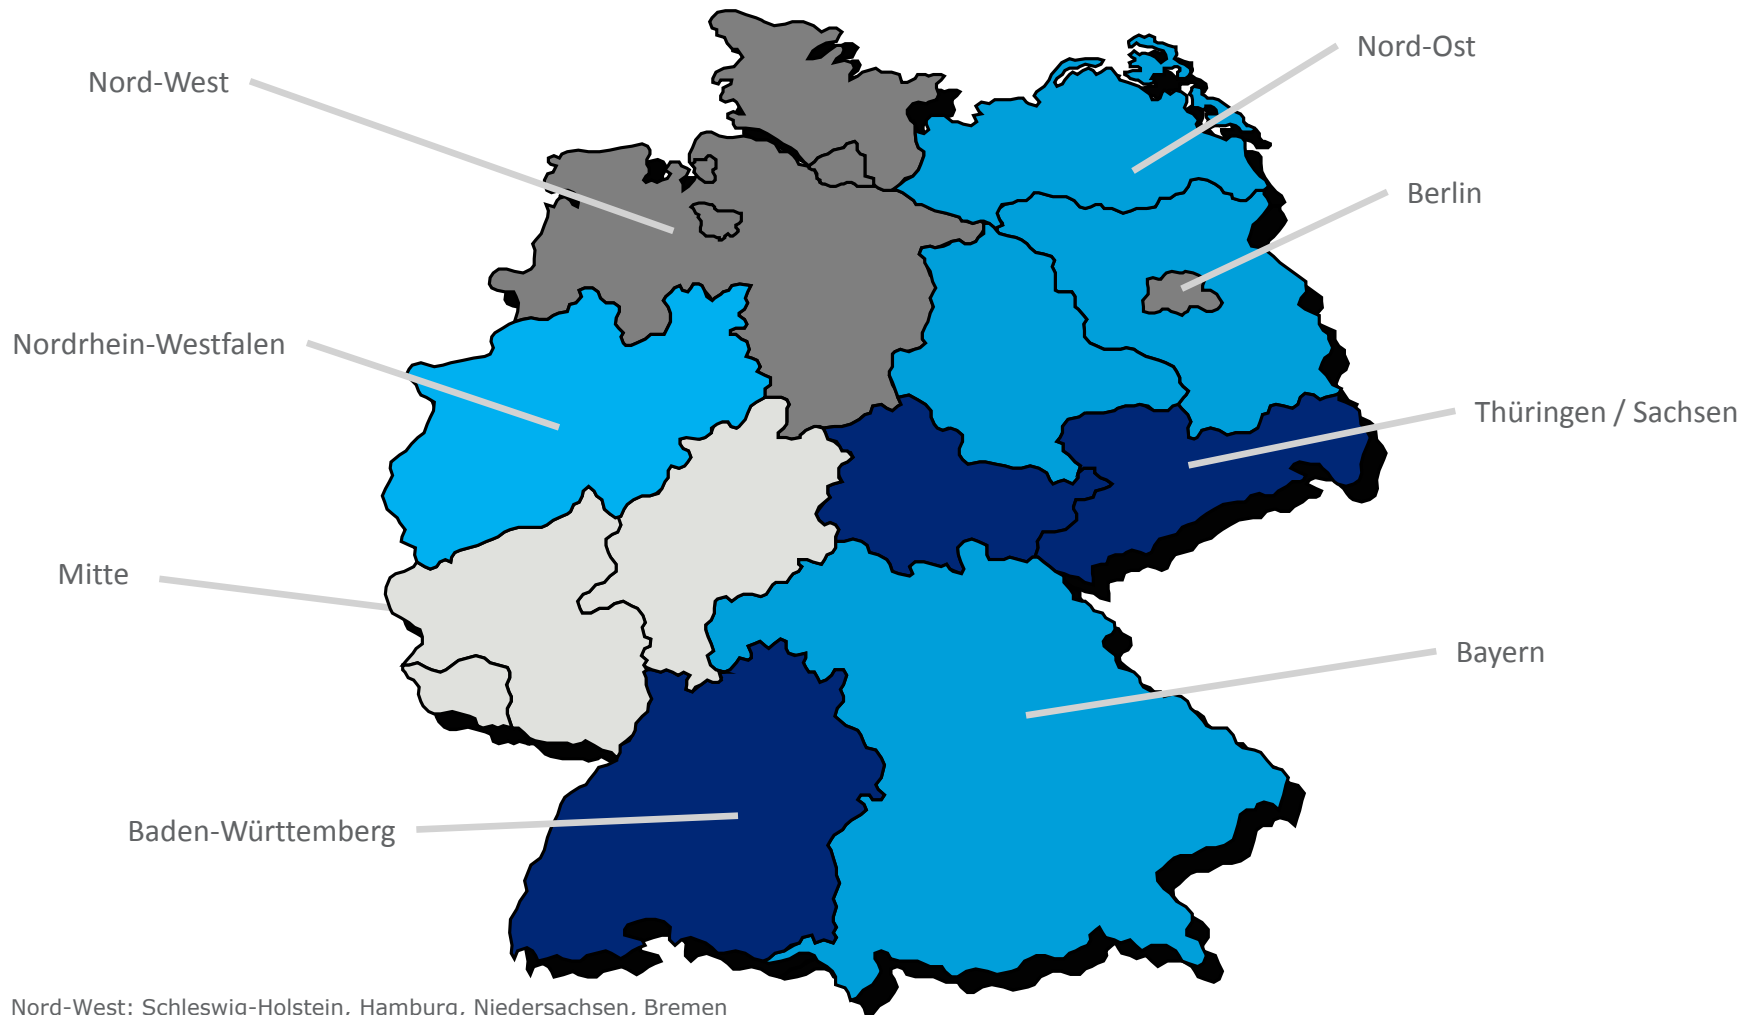 Nord-West
Nord-Ost
Berlin
Nordrhein-Westfalen
Thüringen / Sachsen
Mitte
Bayern
Baden-Württemberg
Nord-West: Schleswig-Holstein, Hamburg, Niedersachsen, Bremen